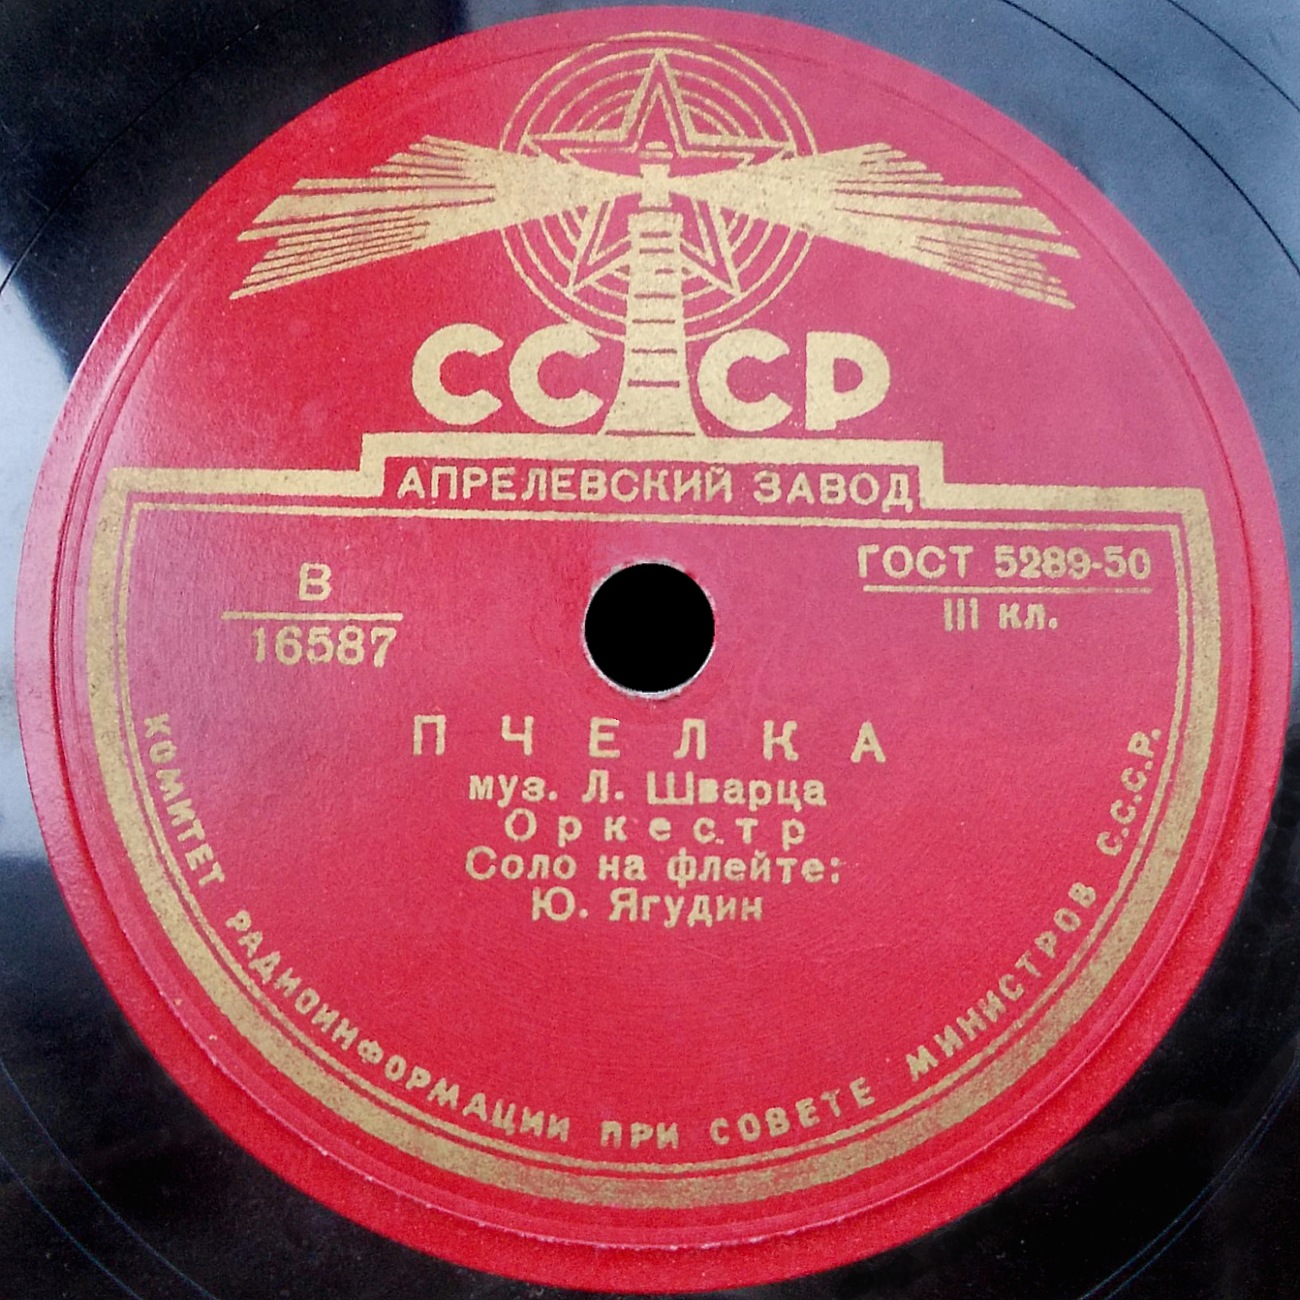 СССР
АПРЕЛЕВСКИЙ ЗАВОД
В
16587
ГОСТ 5289-50
III кл.
ПЧЕЛКА
муз. Л. Шварца
Оркестр
Соло на флейте:
Ю. Ягудин
КОМИТЕТ РАДИОИНФОРМАЦИИ ПРИ СОВЕТЕ МИНИСТРОВ С.С.С.Р.